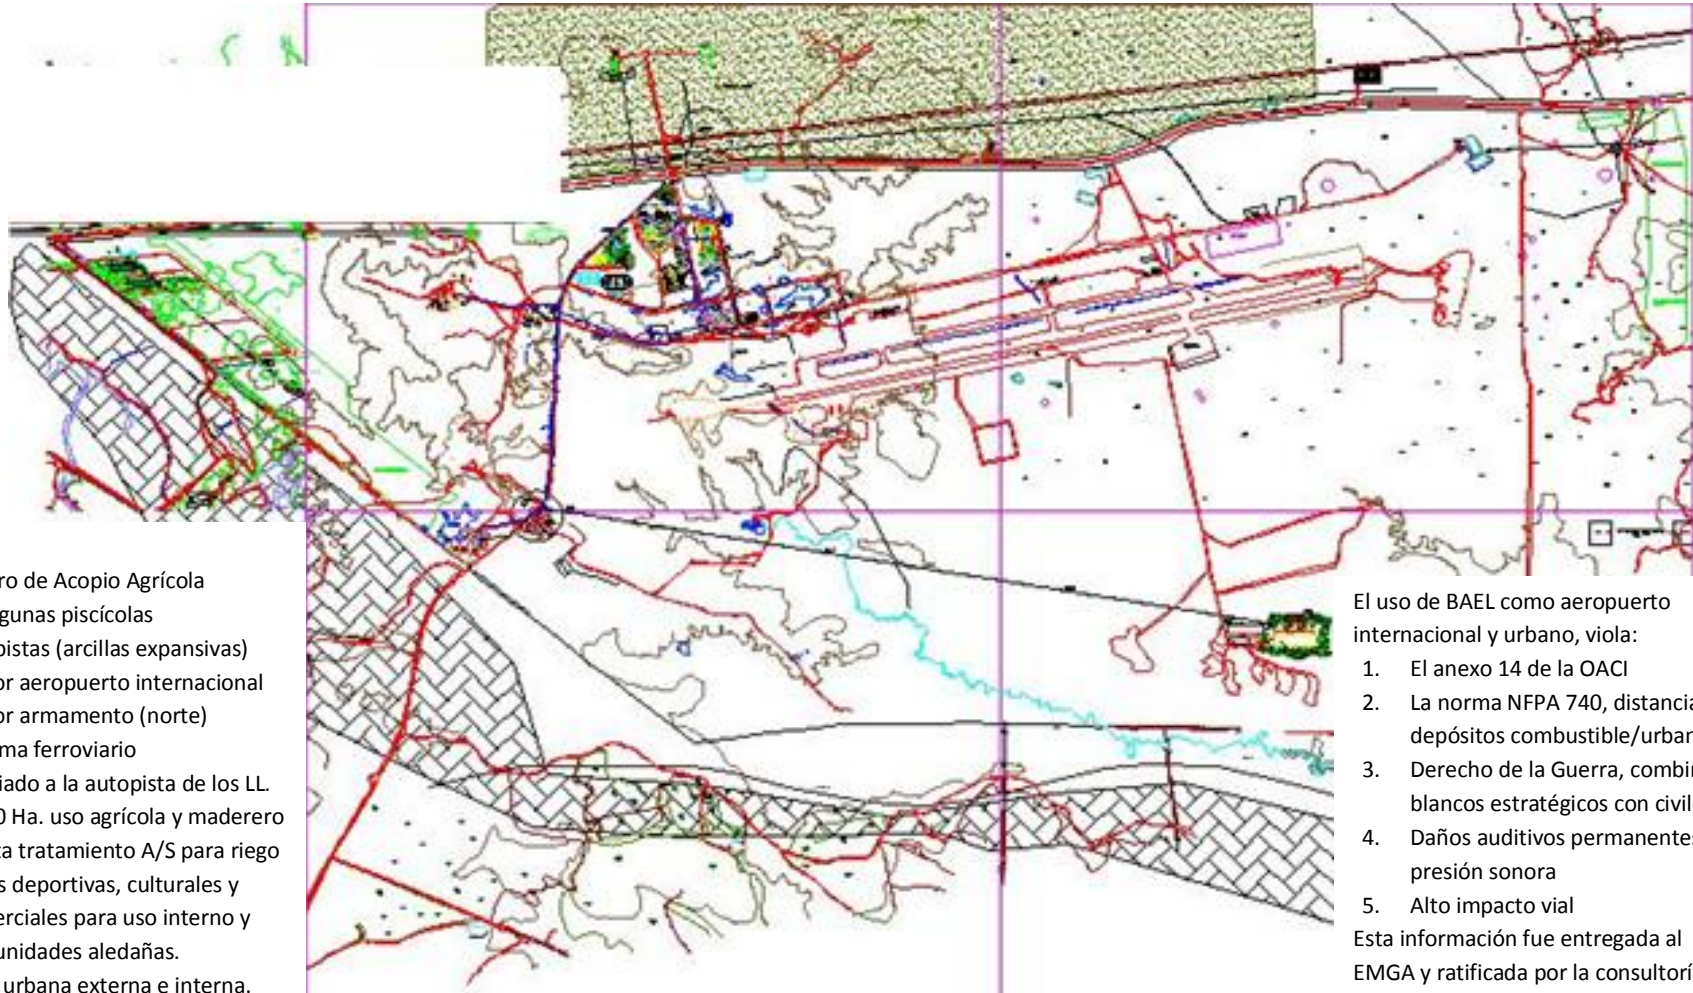 ro de Acopio Agrícola
gunas piscícolas
pistas (arcillas expansivas)
or aeropuerto internacional
or armamento (norte)
ma ferroviario
iado a la autopista de los LL.
0 Ha. uso agrícola y maderero
ta tratamiento A/S para riego
s deportivas, culturales y
erciales para uso interno y
unidades aledañas.
urbana externa e interna.
El uso de BAEL como aeropuerto
internacional y urbano, viola:
1. El anexo 14 de la OACI
2. La norma NFPA 740, distancia
depósitos combustible/urban
3. Derecho de la Guerra, combin
blancos estratégicos con civil
4. Daños auditivos permanentes
presión sonora
5. Alto impacto vial
Esta información fue entregada al
EMGA y ratificada por la consultorí